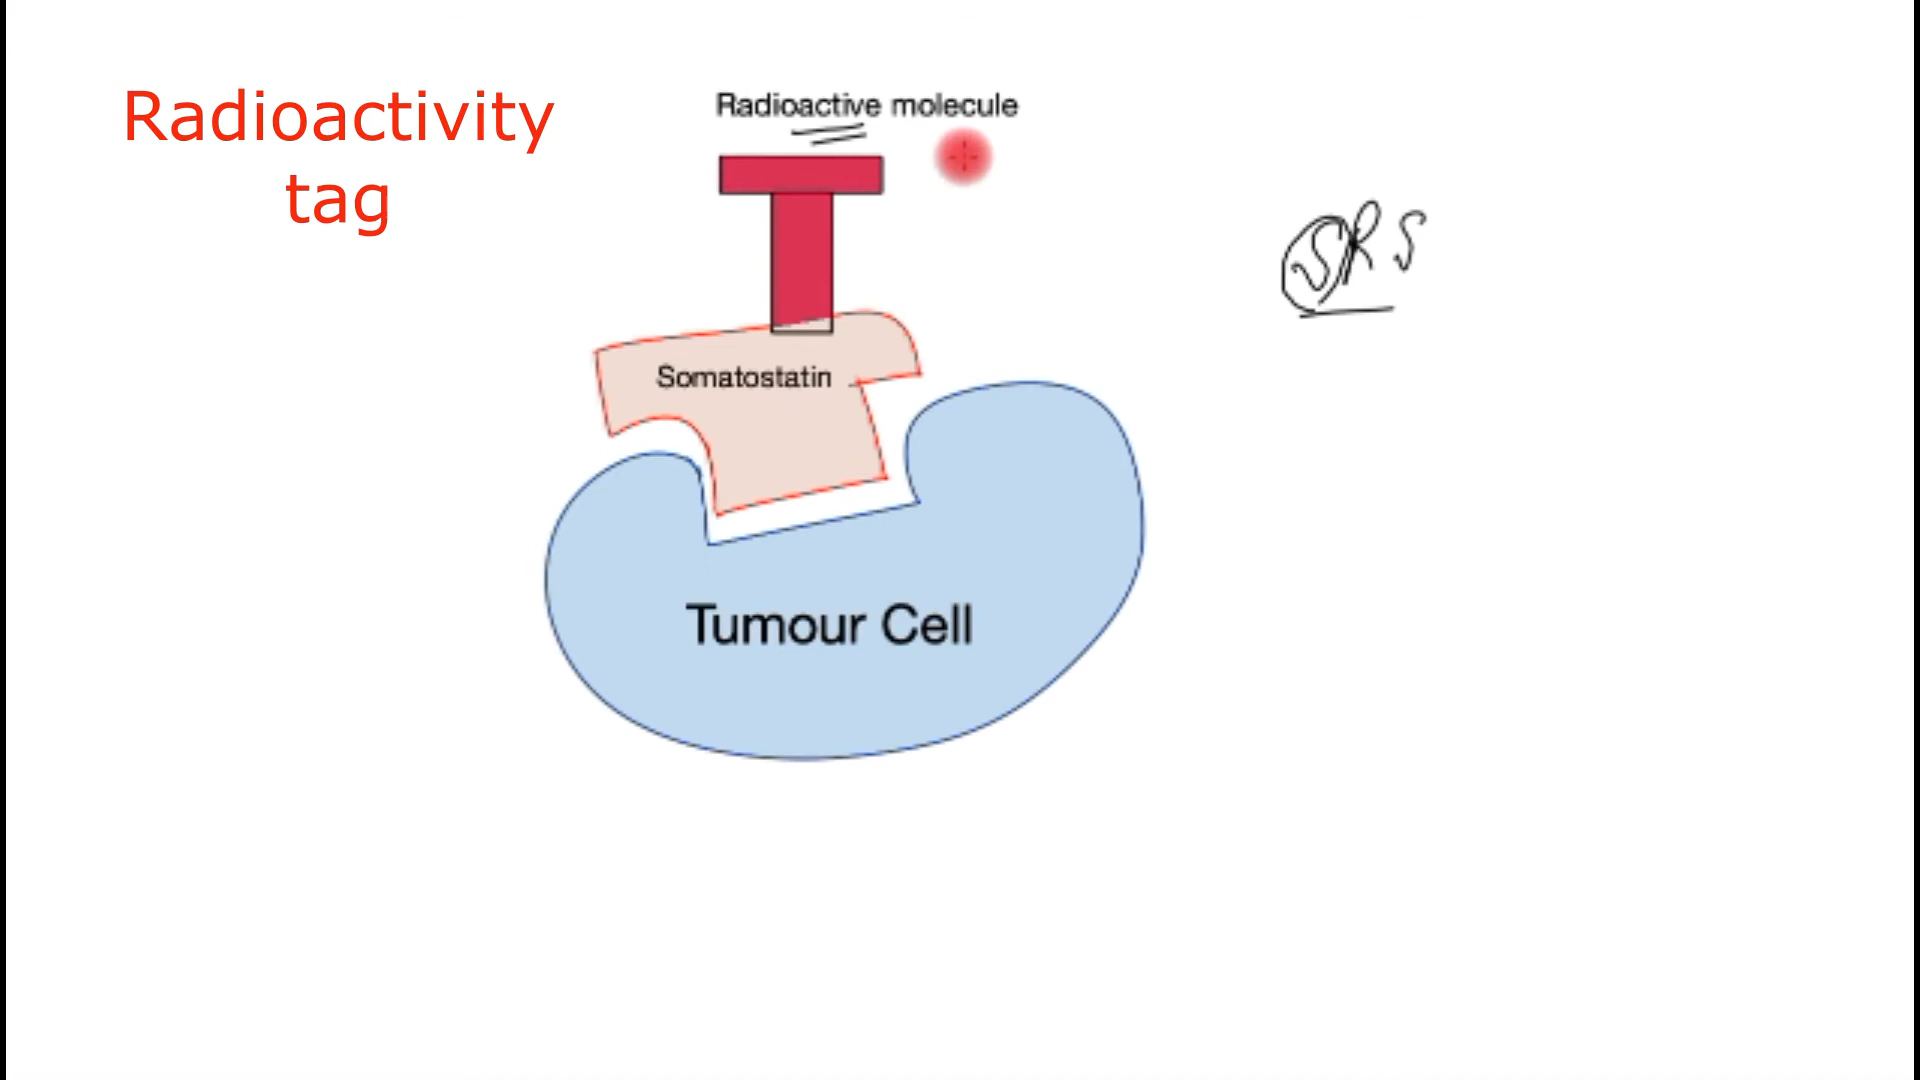 Radioactivity
tag
Radioactive molecule
SRS
Somatostatin
Tumour Cell